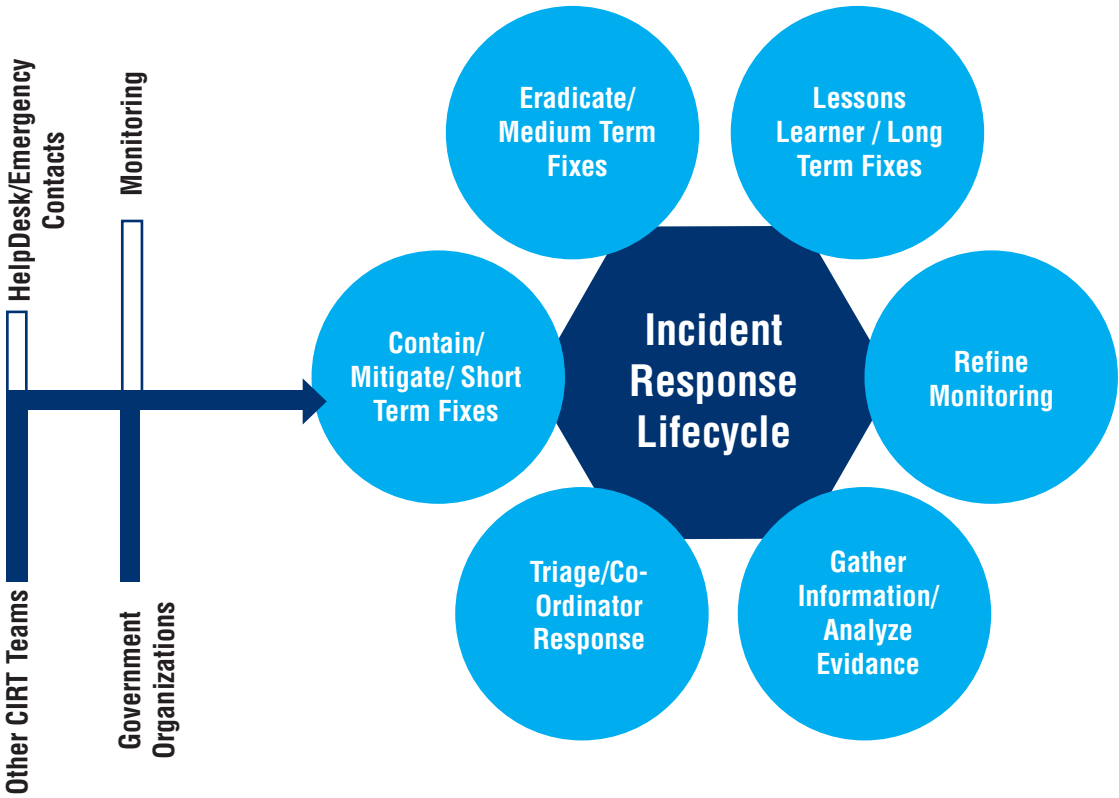 HelpDesk/Emergency
Contacts
Monitoring
Other CIRT Teams
Government
Organizations
Eradicate/
Medium Term
Fixes
Lessons
Learner / Long
Term Fixes
Contain/
Mitigate/ Short
Term Fixes
Incident
Response
Lifecycle
Refine
Monitoring
Triage/Co-
Ordinator
Response
Gather
Information/
Analyze
Evidance